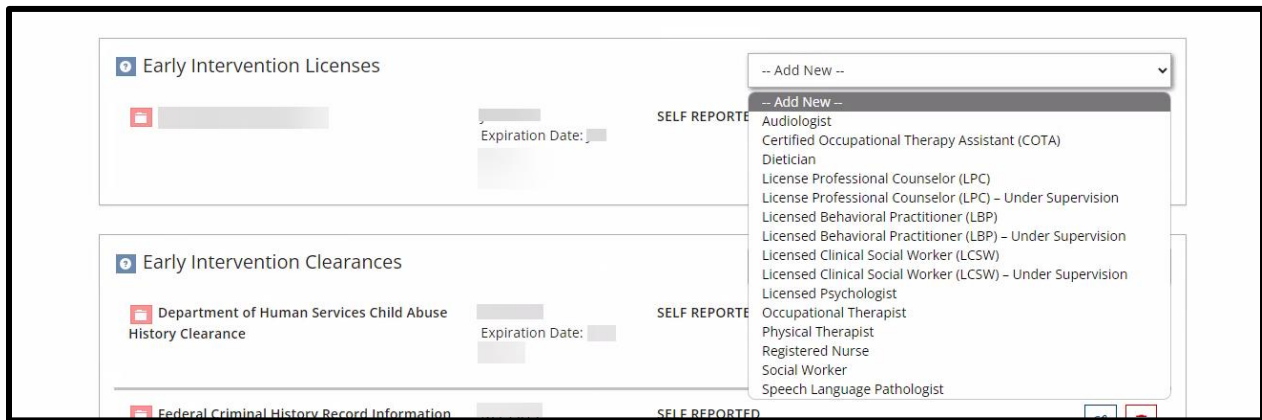 Early Intervention Licenses
-- Add New --
-- Add New --
Audiologist
Certified Occupational Therapy Assistant (COTA)
Dietician
License Professional Counselor (LPC)
License Professional Counselor (LPC) – Under Supervision
Licensed Behavioral Practitioner (LBP)
Licensed Behavioral Practitioner (LBP) – Under Supervision
Licensed Clinical Social Worker (LCSW)
Licensed Clinical Social Worker (LCSW) – Under Supervision
Licensed Psychologist
Occupational Therapist
Physical Therapist
Registered Nurse
Social Worker
Speech Language Pathologist
SELF REPORTE
Expiration Date:
Early Intervention Clearances
Department of Human Services Child Abuse
History Clearance
Expiration Date:
SELF REPORTE
Federal Criminal History Record Information
SELF REPORTED